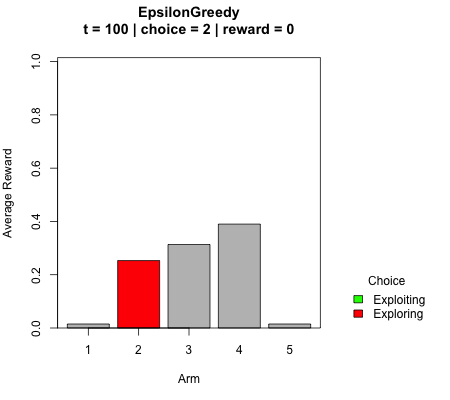 EpsilonGreedy
t = 100 | choice = 2 | reward = 0
1.0
0.8
0.6
0.4
0.2
0.0
Average Reward
1 2 3 4 5
Arm
Choice
Exploiting
Exploring